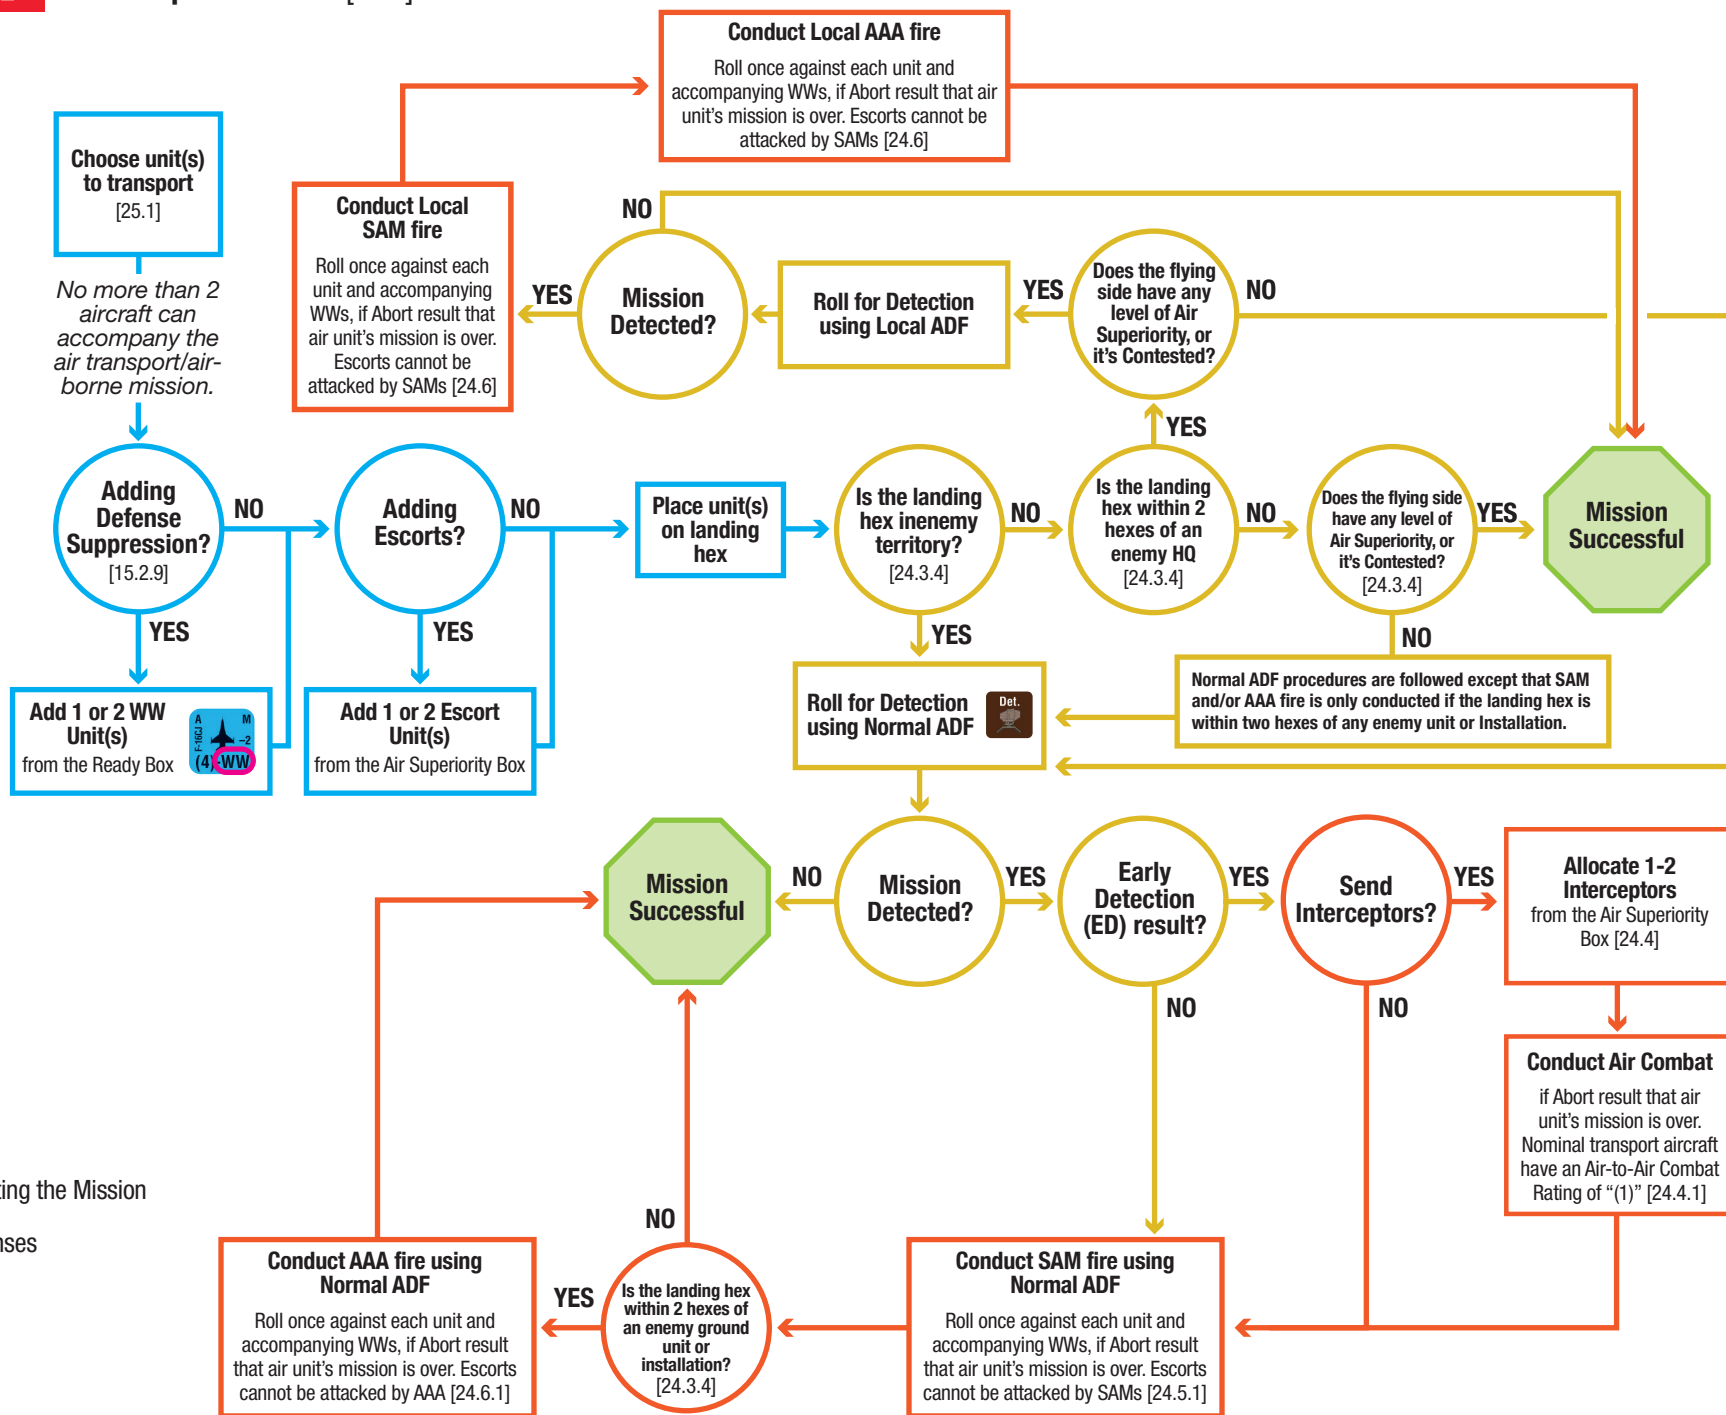 Conduct Local AAA fire
Roll once against each unit and
accompanying WWs, if Abort result that air
unit's mission is over. Escorts cannot be
attacked by SAMs [24.6]
Choose unit(s)
to transport
[25.1]
No more than 2
aircraft can
accompany the
air transport/air-
borne mission.
Conduct Local
SAM fire
Roll once against each
unit and accompanying
WWs, if Abort result that
air unit's mission is over.
Escorts cannot be
attacked by SAMs [24.6]
YES
NO
Mission
Detected?
Roll for Detection
using Local ADF
YES
Does the flying
side have any
level of Air
Superiority, or
it's Contested?
NO
YES
Adding
Defense
Suppression?
[15.2.9]
NO
YES
Adding
Escorts?
NO
YES
Place unit(s)
on landing
hex
Is the landing
hex inenemy
territory?
[24.3.4]
NO
YES
Is the landing
hex within 2
hexes of an
enemy HQ
[24.3.4]
NO
Does the flying side
have any level of
Air Superiority, or
it's Contested?
[24.3.4]
YES
NO
Mission
Successful
Add 1 or 2 WW
Unit(s)
from the Ready Box
A M
F-16CJ
-2
(4)-WW
Add 1 or 2 Escort
Unit(s)
from the Air Superiority Box
Roll for Detection
using Normal ADF
Det.
Normal ADF procedures are followed except that SAM
and/or AAA fire is only conducted if the landing hex is
within two hexes of any enemy unit or Installation.
Mission
Successful
NO
Mission
Detected?
YES
Early
Detection
(ED) result?
YES
NO
Send
Interceptors?
YES
NO
Allocate 1-2
Interceptors
from the Air Superiority
Box [24.4]
Conduct Air Combat
if Abort result that air
unit's mission is over.
Nominal transport aircraft
have an Air-to-Air Combat
Rating of “(1)” [24.4.1]
ing the Mission
nses
Conduct AAA fire using
Normal ADF
Roll once against each unit and
accompanying WWs, if Abort result
that air unit's mission is over. Escorts
cannot be attacked by AAA [24.6.1]
YES
NO
Is the landing hex
within 2 hexes of
an enemy ground
unit or
installation?
[24.3.4]
Conduct SAM fire using
Normal ADF
Roll once against each unit and
accompanying WWs, if Abort result
that air unit's mission is over. Escorts
cannot be attacked by SAMs [24.5.1]